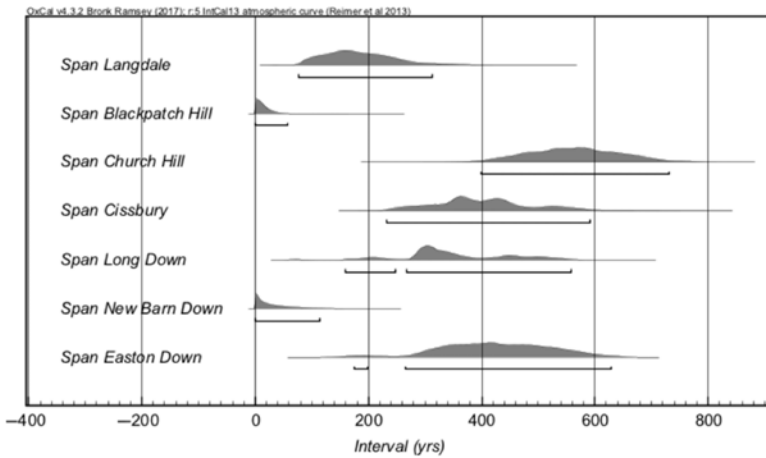 OxCal v4.3.2 Bronk Ramsey (2017); r:5 IntCal13 atmospheric curve (Reimer et al 2013)
Span Langdale
Span Blackpatch Hill
Span Church Hill
Span Cissbury
Span Long Down
Span New Barn Down
Span Easton Down
−400 −200 0 200 400 600 800
Interval (yrs)